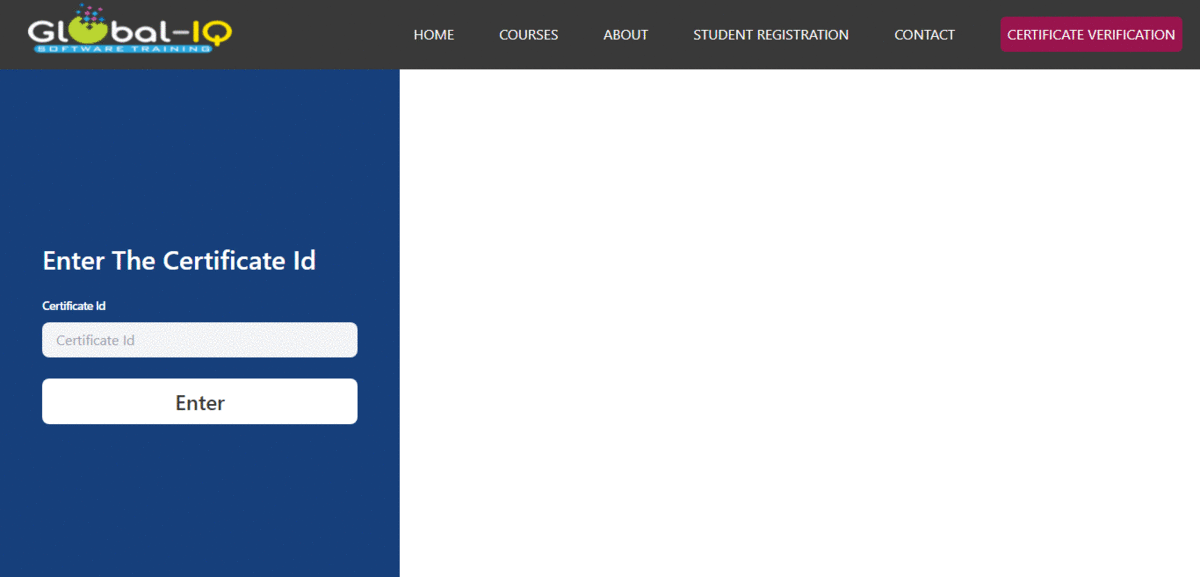 Global-IQ
SOFTWARE TRAINING
HOME COURSES ABOUT STUDENT REGISTRATION CONTACT CERTIFICATE VERIFICATION
Enter The Certificate Id
Certificate Id
Certificate Id
Enter